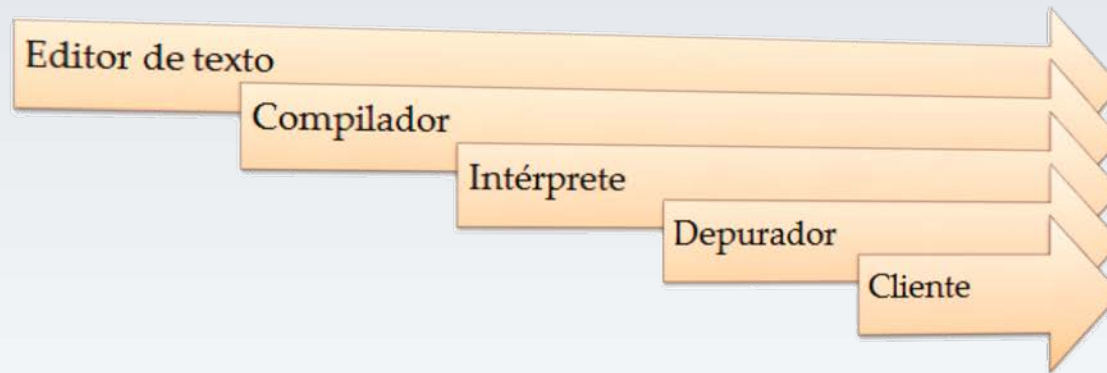 Editor de texto
Compilador
Intérprete
Depurador
Cliente